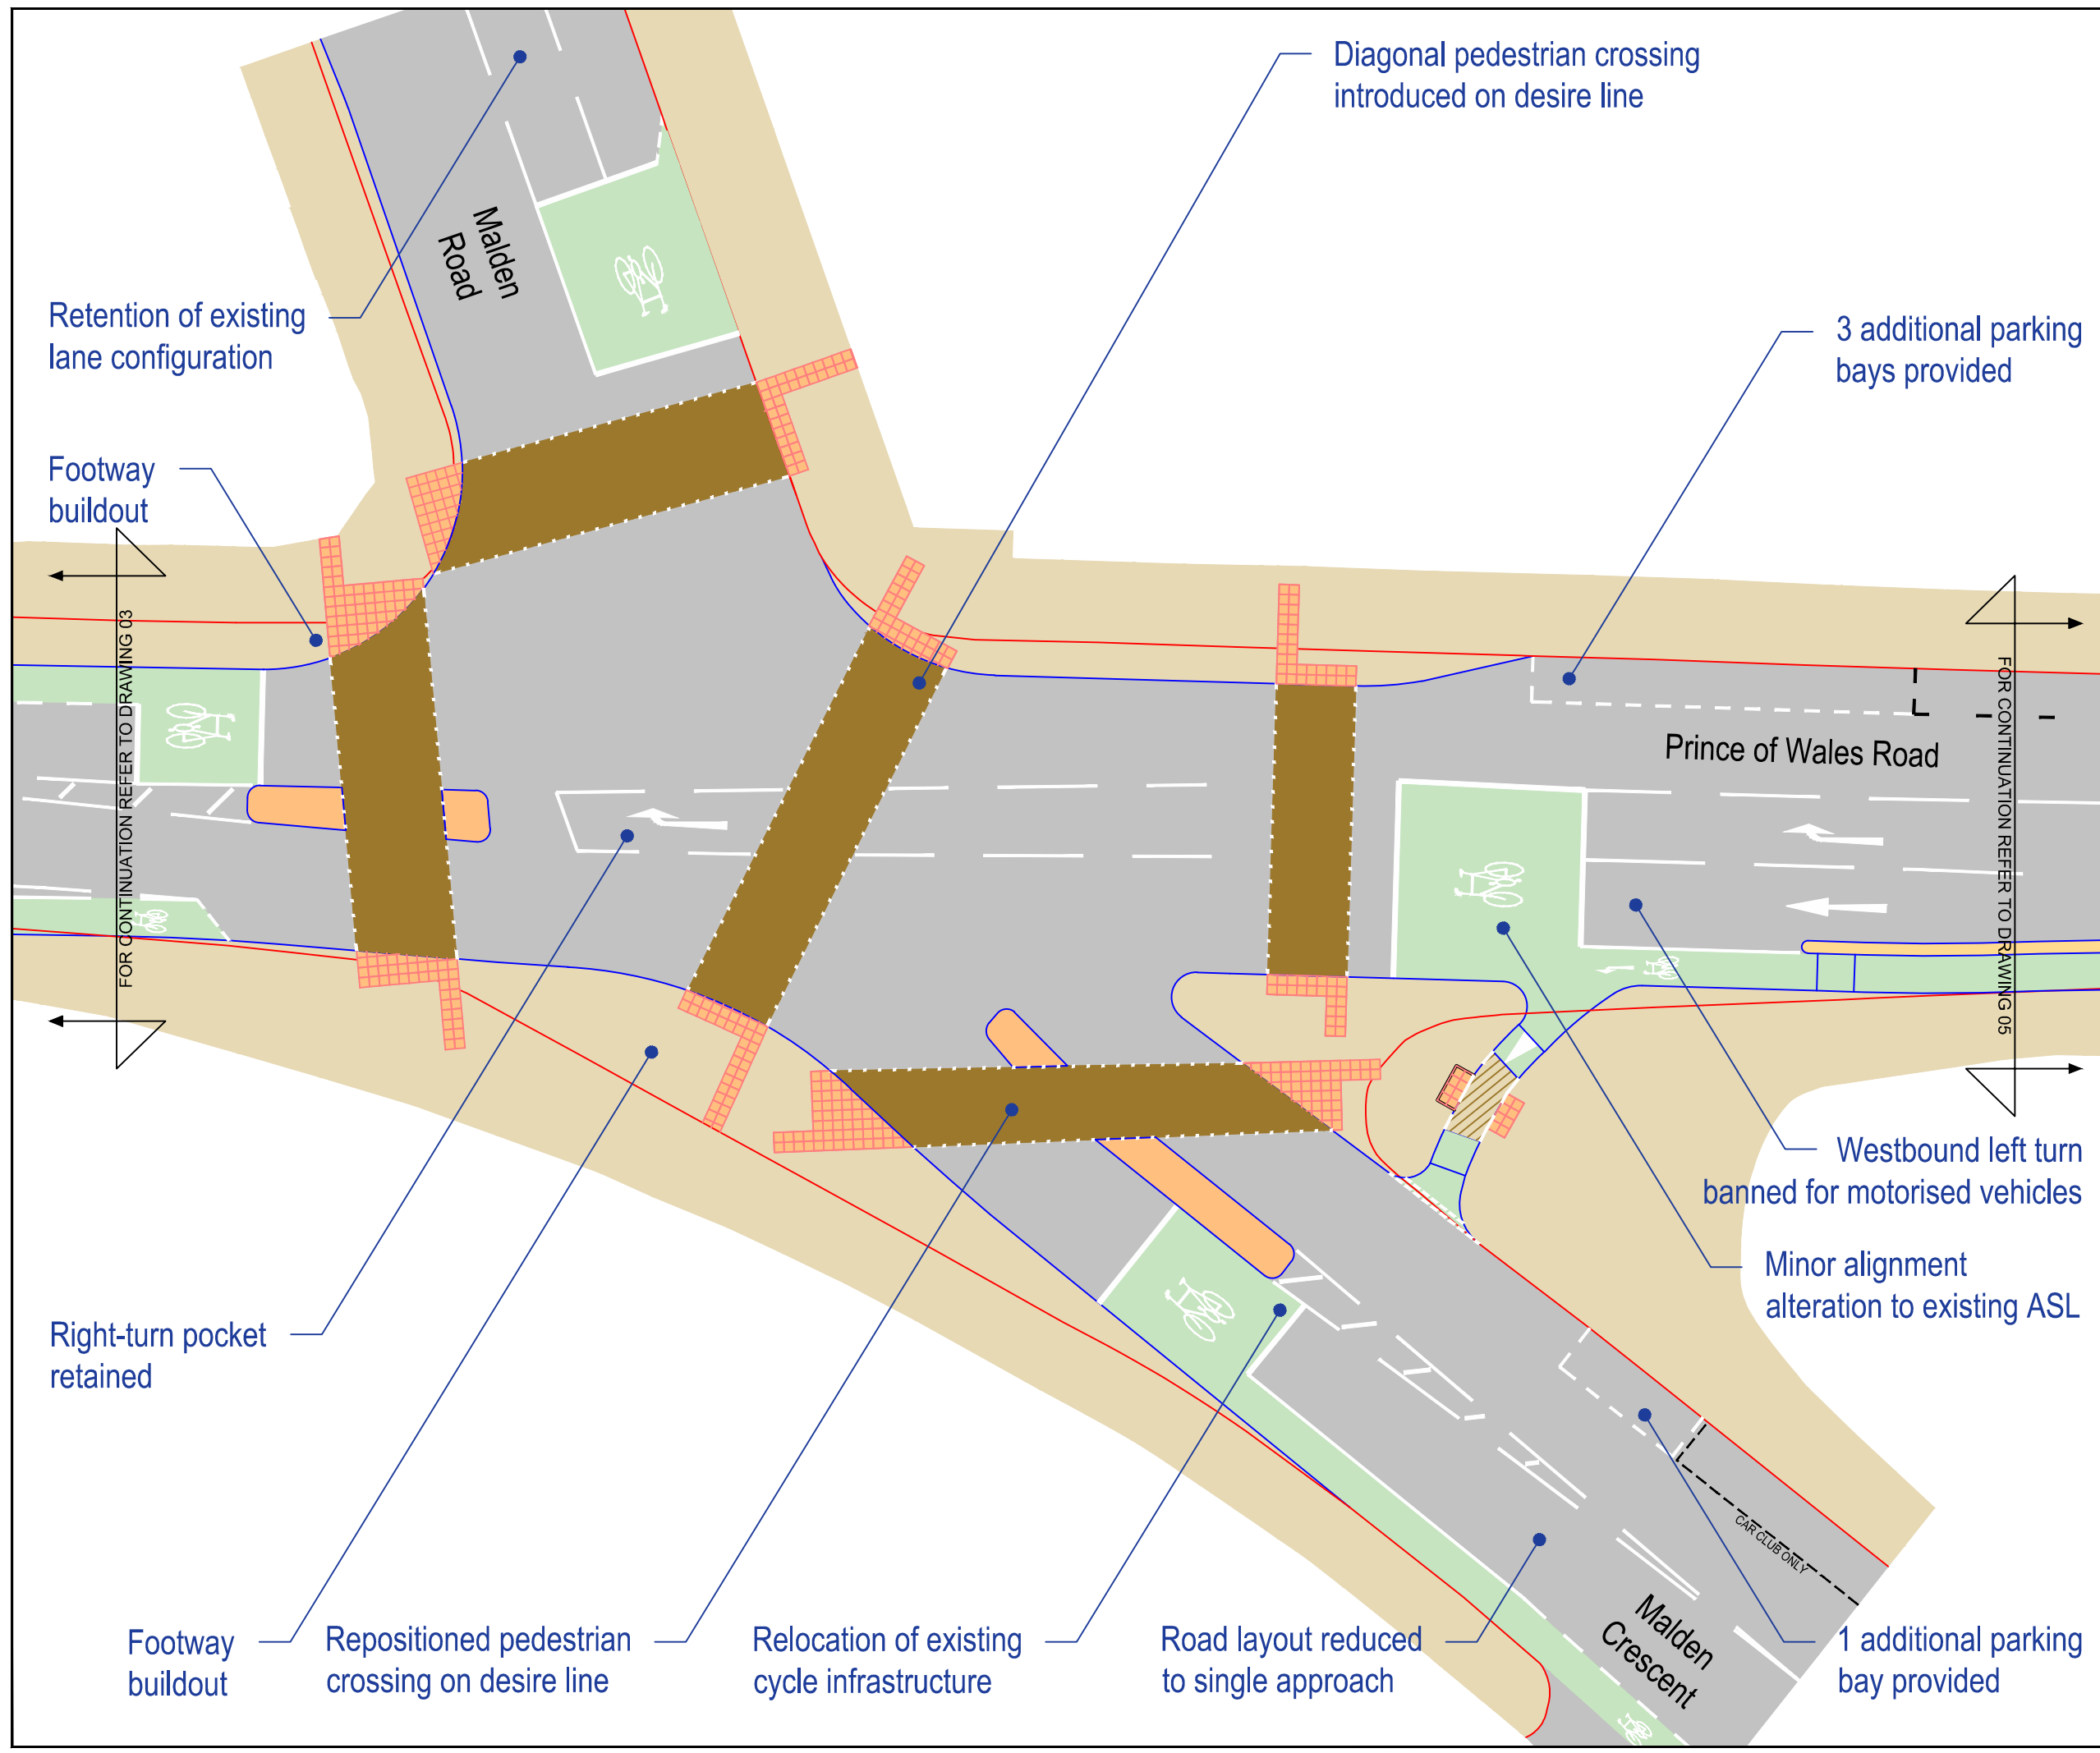 Diagonal pedestrian crossing
introduced on desire line
Malden
Road
Retention of existing
lane configuration
3 additional parking
bays provided
Footway
buildout
FOR CONTINUATION REFER TO DRAWING 03
FOR CONTINUATION REFER TO DRAWING 05
Prince of Wales Road
Westbound left turn
banned for motorised vehicles
Minor alignment
alteration to existing ASL
Right-turn pocket
retained
CAR CLUB ONLY
Malden
Crescent
Footway
buildout
Repositioned pedestrian
crossing on desire line
Relocation of existing
cycle infrastructure
Road layout reduced
to single approach
1 additional parking
bay provided